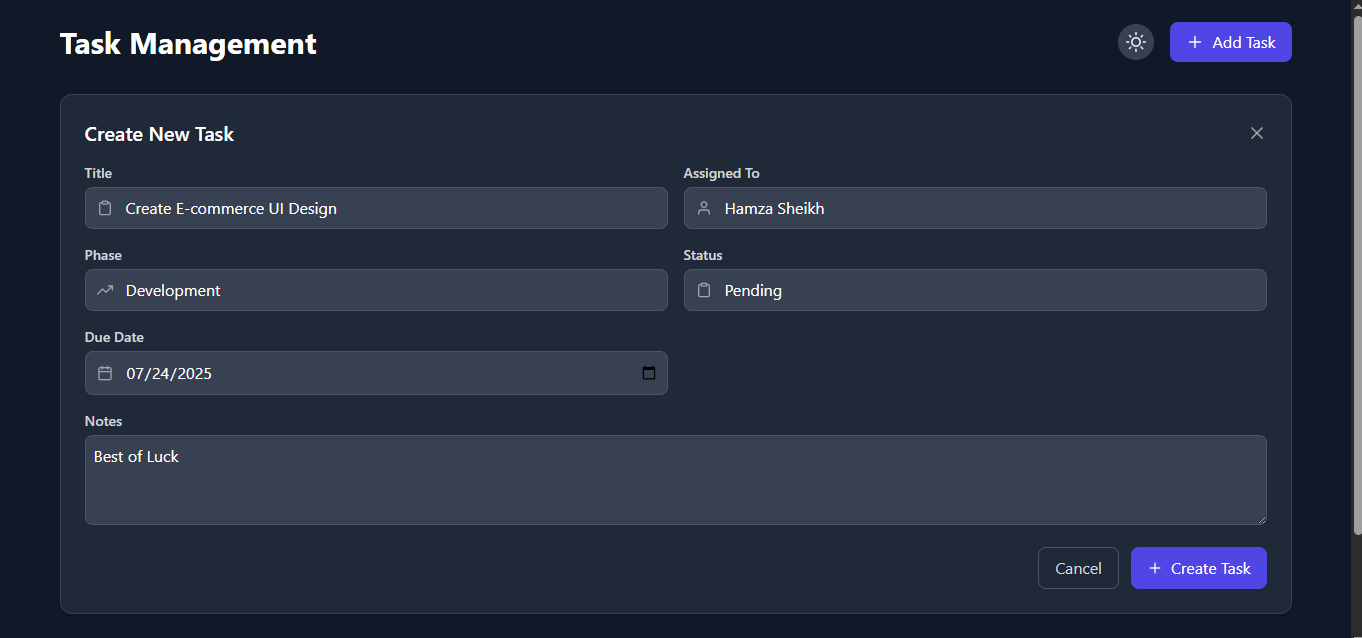 Task Management
Add Task
Create New Task
Title
Assigned To
Create E-commerce UI Design
Hamza Sheikh
Phase
Status
Development
Pending
Due Date
07/24/2025
Notes
Best of Luck
Cancel
Create Task